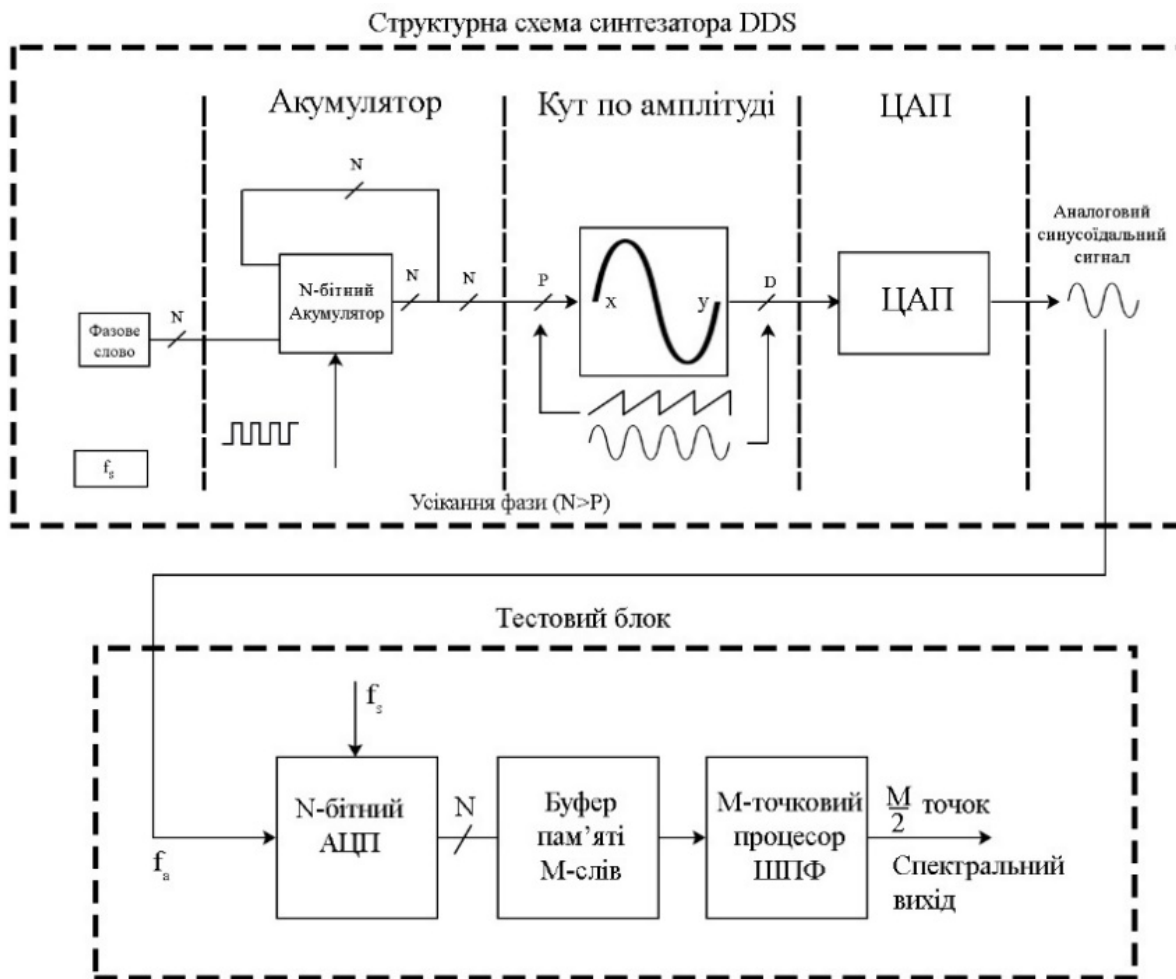 Структурна схема синтезатора DDS
Акумулятор
Кут по амплітуді
ЦАП
N
N-бітний
Акумулятор
N
N
P
x
y
D
ЦАП
Аналоговий
синусоїдальний
сигнал
Фазове
слово
N
fs
Усікання фази (N>P)
Тестовий блок
fs
fa
N-бітний
АЦП
N
Буфер
пам’яті
М-слів
М-точковий
процесор
ШПФ
M/2 точок
Спектральний
вихід